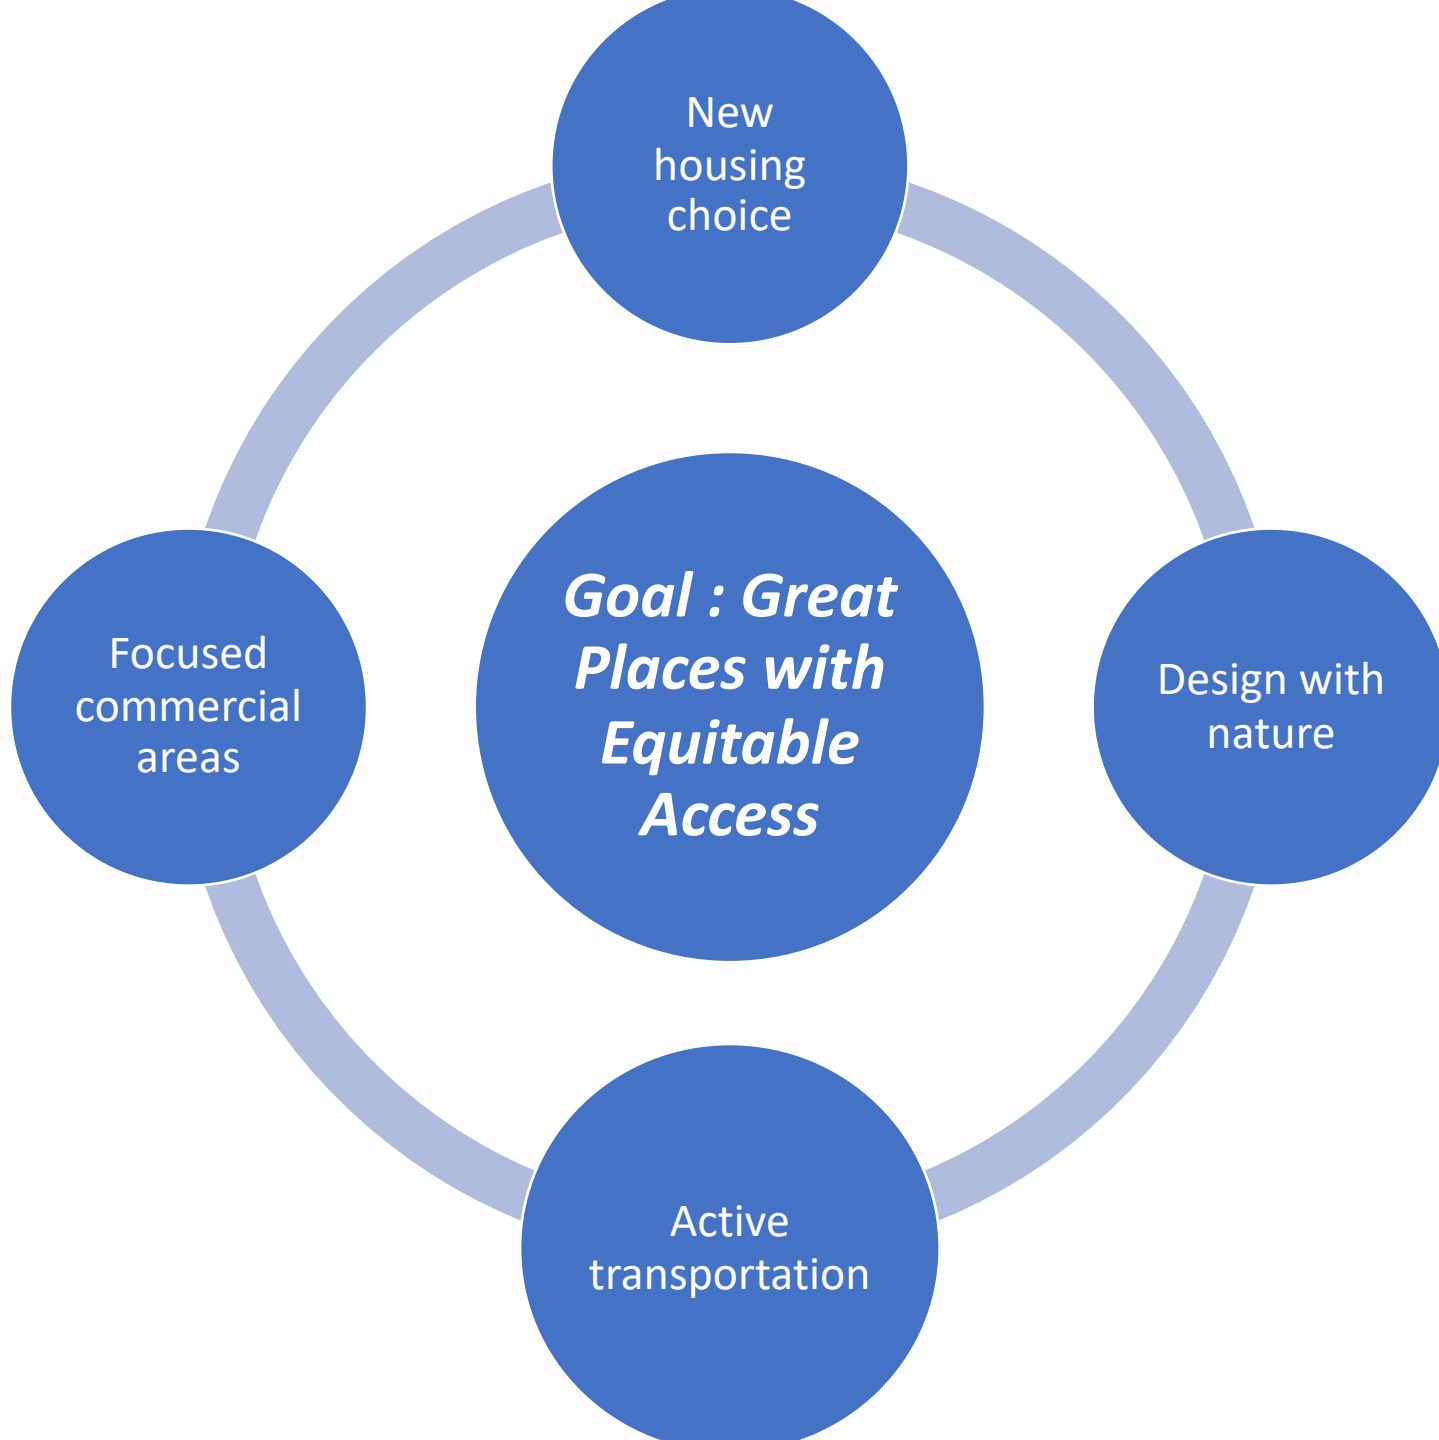 New
housing
choice
Goal : Great
Places with
Equitable
Access
Focused
commercial
areas
Design with
nature
Active
transportation